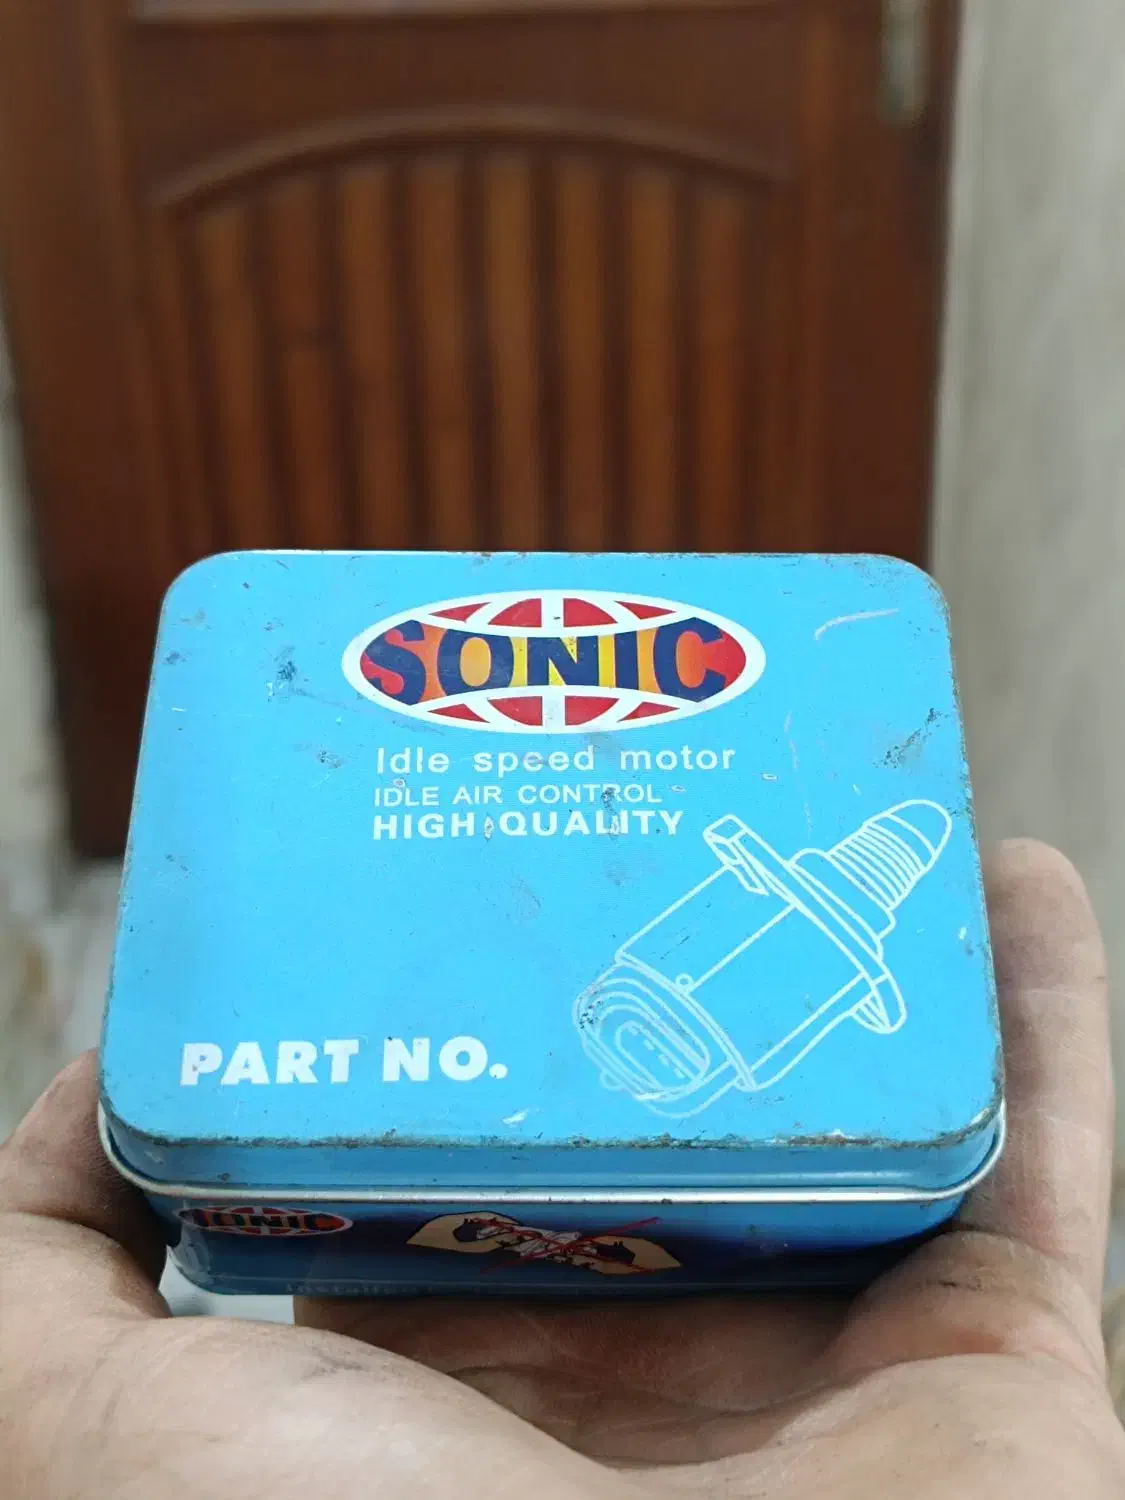 SONIC
Idle speed motor
IDLE AIR CONTROL
HIGH QUALITY
PART NO.
SONIC